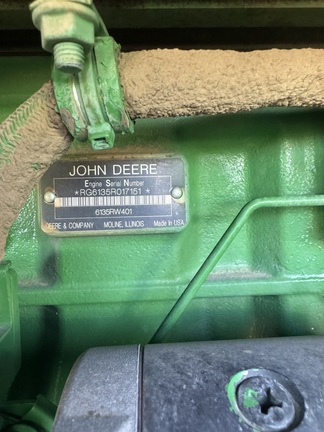 JOHN DEERE
Engine Serial Number
*RG6135R017151*
6135RW401
DEERE & COMPANY MOLINE, ILLINOIS Made In USA